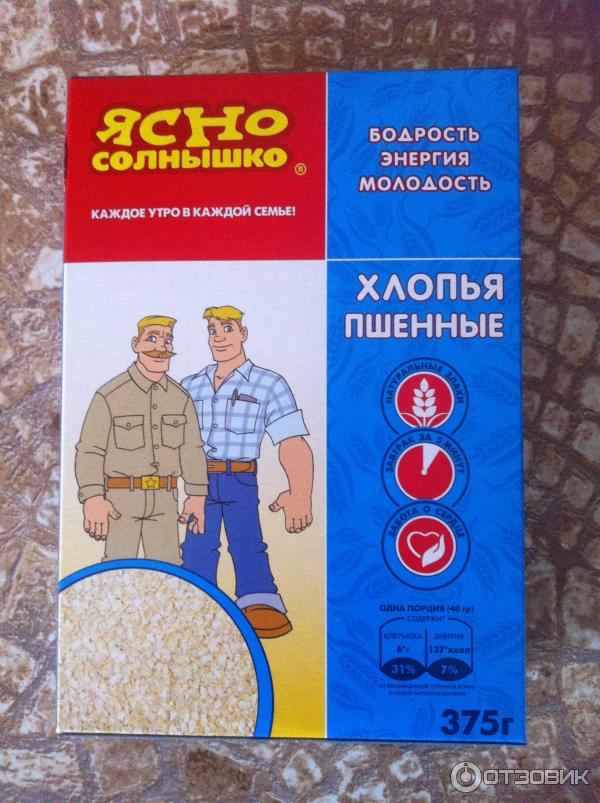 ЯСНО
СОЛНЫШКО ®
КАЖДОЕ УТРО В КАЖДОЙ СЕМЬЕ!
БОДРОСТЬ
ЭНЕРГИЯ
МОЛОДОСТЬ
ХЛОПЬЯ
ПШЕННЫЕ
НАТУРАЛЬНЫЕ ЗЛАКИ
ЗАВТРАК ЗА 5 МИНУТ
ЗАБОТА О СЕРДЦЕ
ОДНА ПОРЦИЯ (40 гр)
СОДЕРЖИТ
КЛЕТЧАТКА ЭНЕРГИЯ
6*г 137*ккал
31% 7%
375г
ОТЗОВИК